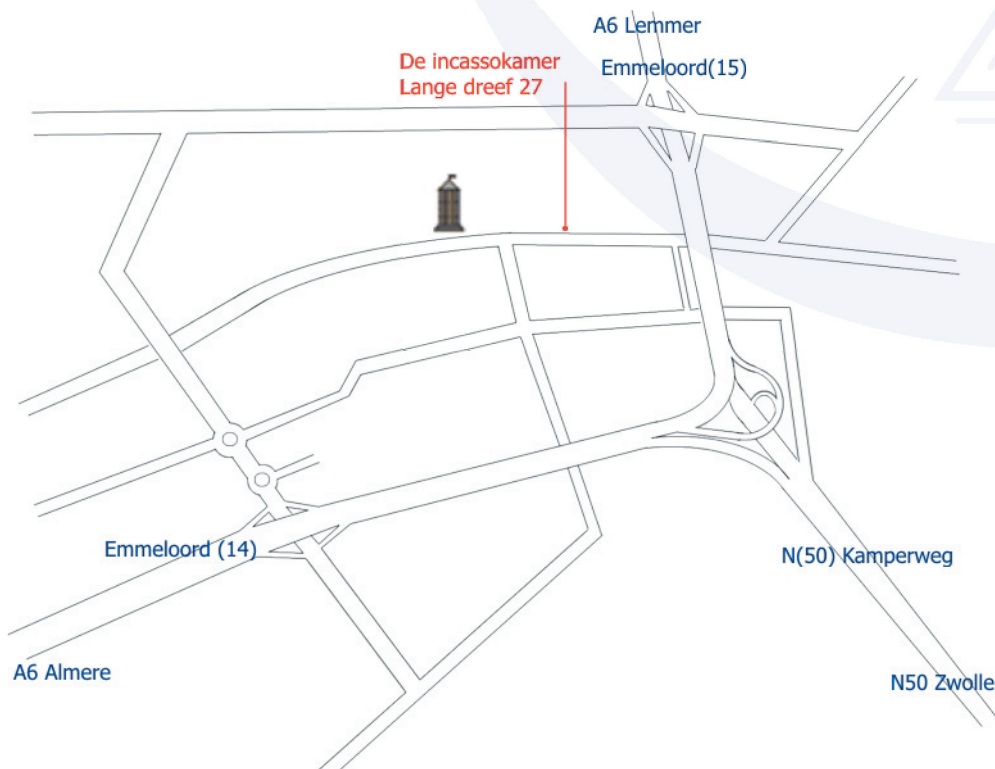 A6 Lemmer
De incassokamer
Lange dreef 27
Emmeloord(15)
Emmeloord (14)
N(50) Kamperweg
A6 Almere
N50 Zwolle